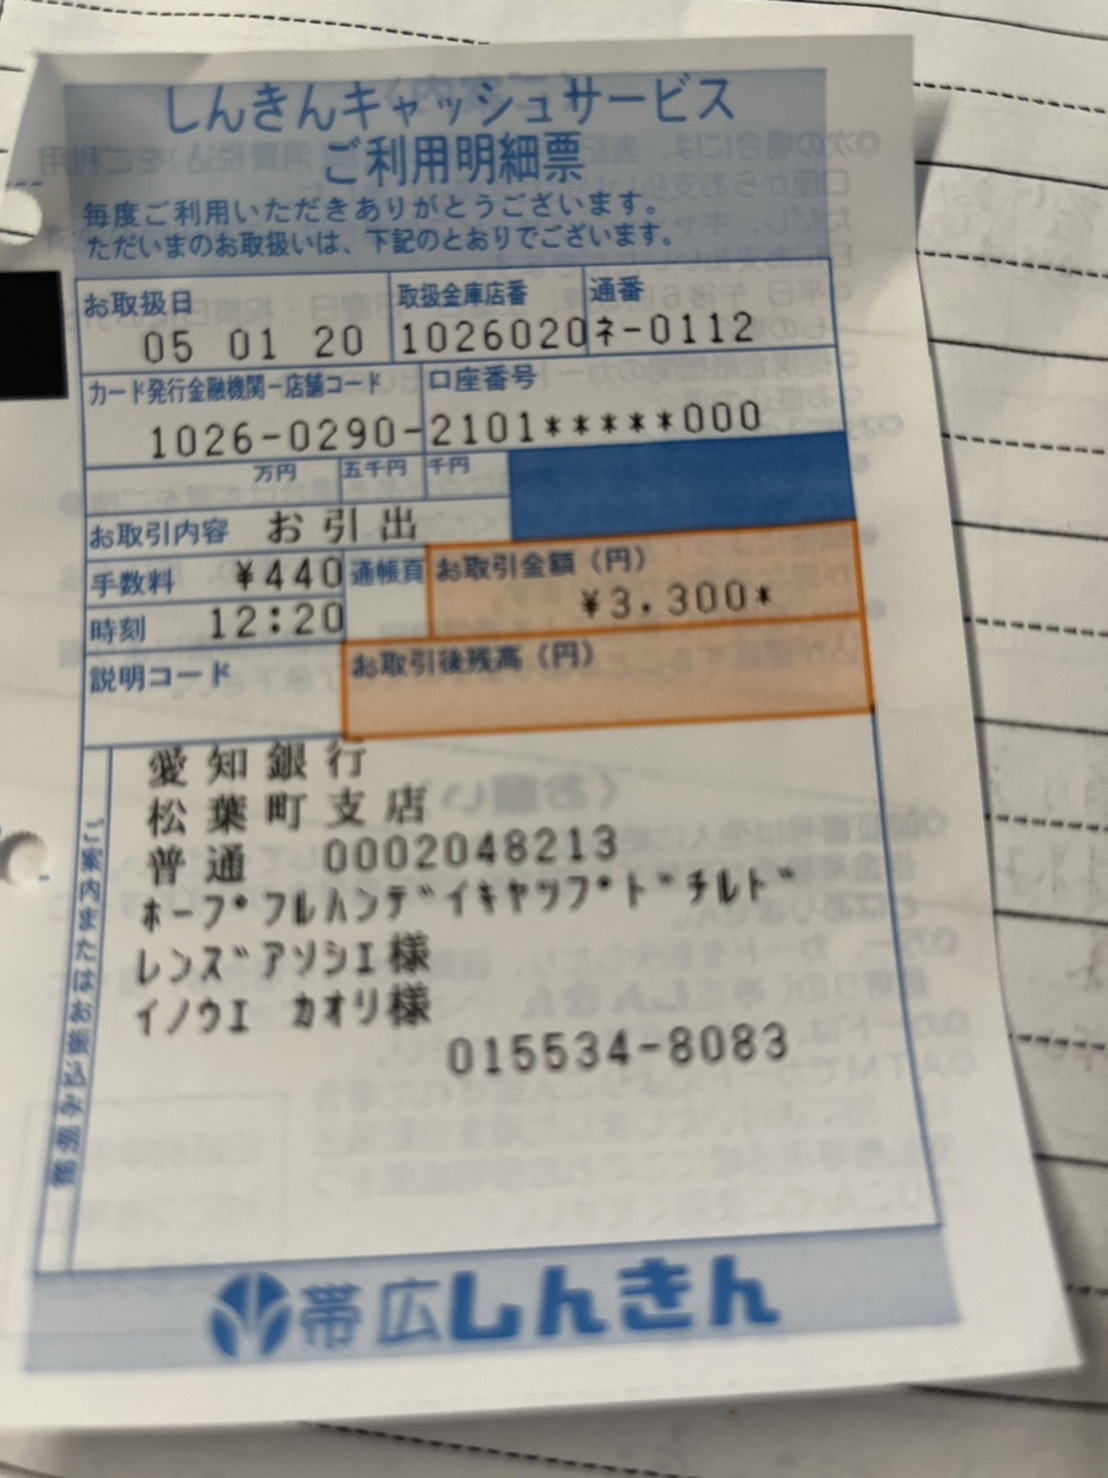 しんきんキャッシュサービス
ご利用明細票
毎度ご利用いただきありがとうございます。
ただいまのお取扱いは、下記のとおりでございます。
お取扱日 取扱金庫店番 通番
05 01 20 1026020 ネ-0112
カード発行金融機関ー店舗コード 口座番号
1026-0290-2101*****000
万円 五千円 千円
お取引内容 お引出
手数料 ¥440 通帳頁 お取引金額（円）
¥3,300*
時刻 12:20
説明コード お取引後残高（円）
ご案内またはお振込み明細
愛知銀行
松葉町支店
普通 0002048213
ホープフルハンデイキヤツプドチルド
レンズアソシエ様
イノウエ カオリ様
015534-8083
帯広しんきん